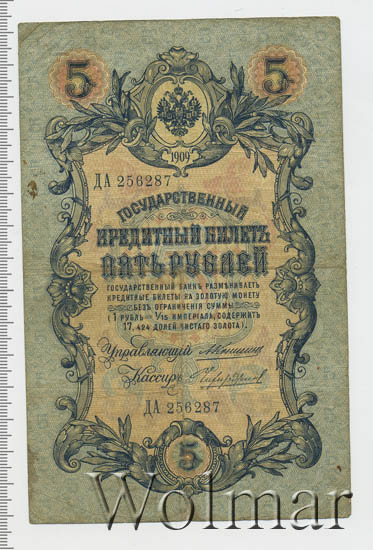 5 5
1909
ДА 256287
ГОСУДАРСТВЕННЫЙ
КРЕДИТНЫЙ БИЛЕТЪ
ПЯТЬ РУБЛЕЙ
ГОСУДАРСТВЕННЫЙ БАНКЪ РАЗМѢНИВАЕТЪ
КРЕДИТНЫЕ БИЛЕТЫ НА ЗОЛОТУЮ МОНЕТУ
БЕЗЪ ОГРАНИЧЕНІЯ СУММЫ
(1 РУБЛЬ = 1/15 ИМПЕРІАЛА, СОДЕРЖИТЪ
17,424 ДОЛЕЙ ЧИСТАГО ЗОЛОТА).
Управляющій
Кассиръ
ДА 256287
5
Wolmar